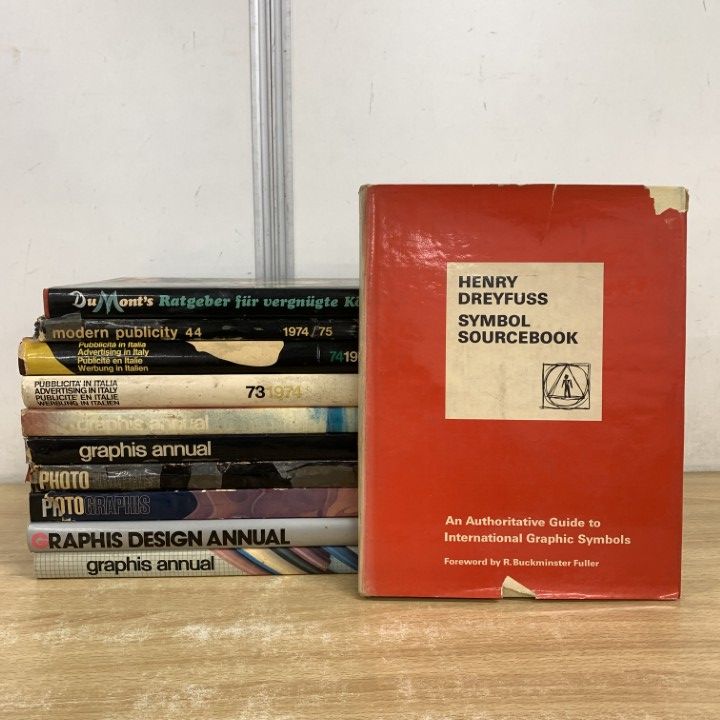 DuMont's Ratgeber für vergnügte
modern publicity 44 1974/75
Pubblicità in Italia
Advertising in Italy
Publicité en Italie
Werbung in Italien
PUBBLICITÀ IN ITALIA
ADVERTISING IN ITALY
PUBLICITÉ EN ITALIE
WERBUNG IN ITALIEN
73 1974
graphis annual
graphis annual
PHOTO
PHOTOGRAPHIS
GRAPHIS DESIGN ANNUAL
graphis annual
HENRY
DREYFUSS
SYMBOL
SOURCEBOOK
An Authoritative Guide to
International Graphic Symbols
Foreword by R. Buckminster Fuller